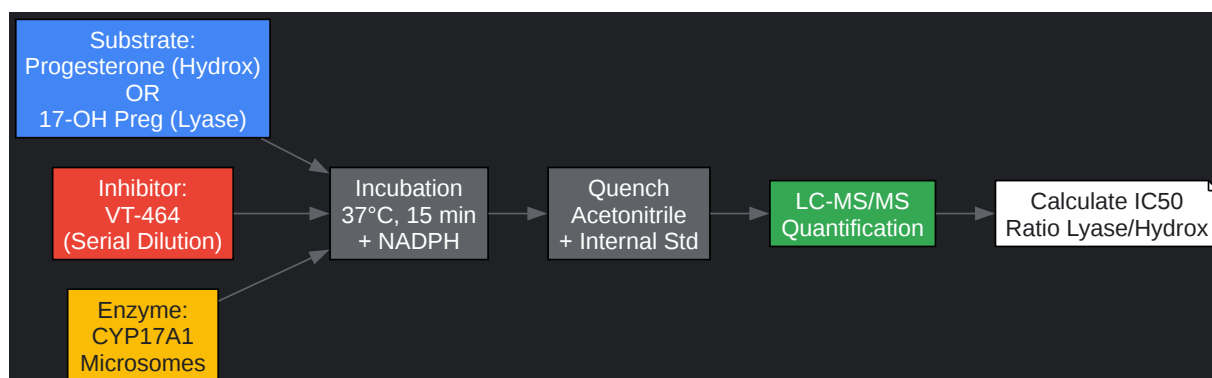 Substrate:
Progesterone (Hydrox)
OR
17-OH Preg (Lyase)
Inhibitor:
VT-464
(Serial Dilution)
Enzyme:
CYP17A1
Microsomes
Incubation
37°C, 15 min
+ NADPH
Quench
Acetonitrile
+ Internal Std
LC-MS/MS
Quantification
Calculate IC50
Ratio Lyase/Hydrox